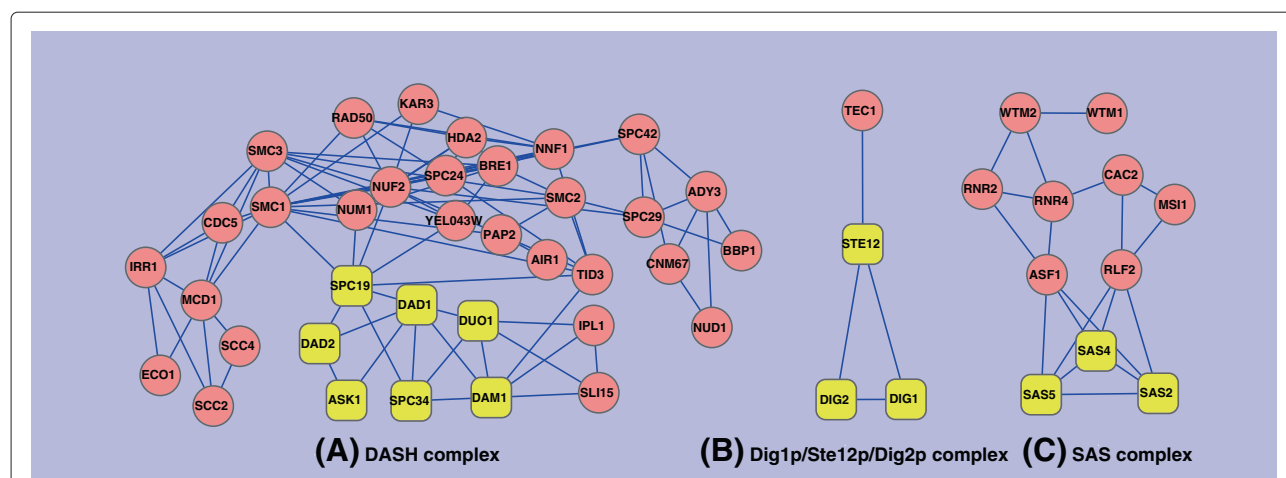 KAR3
RAD50
HDA2
SMC3
NNF1
BRE1
SPC24
NUF2
SMC2
SMC1
NUM1
CDC5
YEL043W
PAP2
AIR1
IRR1
TID3
SPC19
MCD1
DAD1
DUO1
IPL1
DAD2
SCC4
ECO1
SCC2
ASK1
SPC34
DAM1
SLI15
SPC42
ADY3
SPC29
BBP1
CNM67
NUD1
(A) DASH complex
TEC1
STE12
DIG2
DIG1
(B) Dig1p/Ste12p/Dig2p complex
WTM2
WTM1
CAC2
RNR2
RNR4
MSI1
ASF1
RLF2
SAS4
SAS5
SAS2
(C) SAS complex